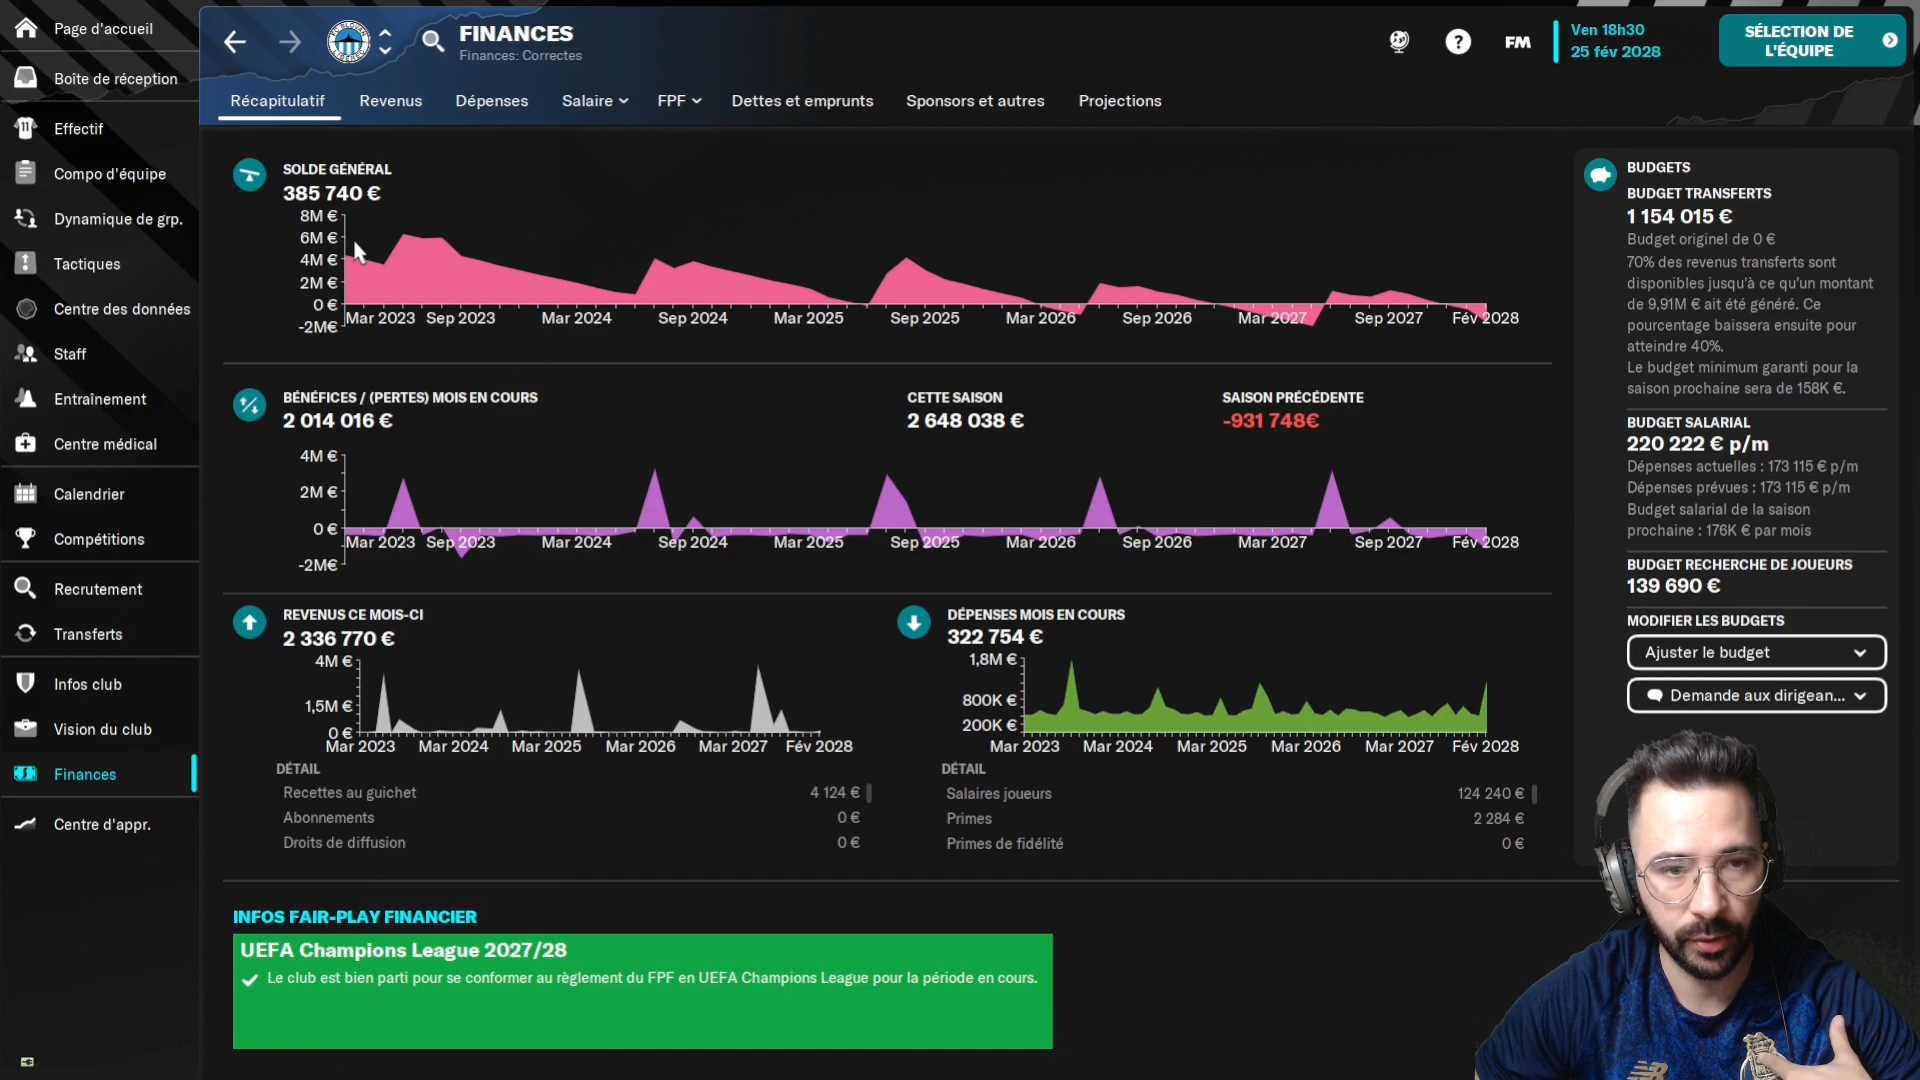 Page d'accueil
Boîte de réception
Effectif
Compo d'équipe
Dynamique de grp.
Tactiques
Centre des données
Staff
Entraînement
Centre médical
Calendrier
Compétitions
Recrutement
Transferts
Infos club
Vision du club
Finances
Centre d'appr.
FINANCES
Finances: Correctes
FM
Ven 18h30
25 fév 2028
SÉLECTION DE
L'ÉQUIPE
Récapitulatif
Revenus
Dépenses
Salaire
FPF
Dettes et emprunts
Sponsors et autres
Projections
SOLDE GÉNÉRAL
385 740 €
8M €
6M €
4M €
2M €
0 €
-2M€
Mar 2023 Sep 2023 Mar 2024 Sep 2024 Mar 2025 Sep 2025 Mar 2026 Sep 2026 Mar 2027 Sep 2027 Fév 2028
BÉNÉFICES / (PERTES) MOIS EN COURS
2 014 016 €
CETTE SAISON
2 648 038 €
SAISON PRÉCÉDENTE
-931 748€
4M €
2M €
0 €
-2M€
Mar 2023 Sep 2023 Mar 2024 Sep 2024 Mar 2025 Sep 2025 Mar 2026 Sep 2026 Mar 2027 Sep 2027 Fév 2028
REVENUS CE MOIS-CI
2 336 770 €
4M €
1,5M €
0 €
Mar 2023 Mar 2024 Mar 2025 Mar 2026 Mar 2027 Fév 2028
DÉTAIL
Recettes au guichet 4 124 €
Abonnements 0 €
Droits de diffusion 0 €
DÉPENSES MOIS EN COURS
322 754 €
1,8M €
800K €
200K €
Mar 2023 Mar 2024 Mar 2025 Mar 2026 Mar 2027 Fév 2028
DÉTAIL
Salaires joueurs 124 240 €
Primes 2 284 €
Primes de fidélité 0 €
INFOS FAIR-PLAY FINANCIER
UEFA Champions League 2027/28
Le club est bien parti pour se conformer au règlement du FPF en UEFA Champions League pour la période en cours.
BUDGETS
BUDGET TRANSFERTS
1 154 015 €
Budget originel de 0 €
70% des revenus transferts sont
disponibles jusqu'à ce qu'un montant
de 9,91M € ait été généré. Ce
pourcentage baissera ensuite pour
atteindre 40%.
Le budget minimum garanti pour la
saison prochaine sera de 158K €.
BUDGET SALARIAL
220 222 € p/m
Dépenses actuelles : 173 115 € p/m
Dépenses prévues : 173 115 € p/m
Budget salarial de la saison
prochaine : 176K € par mois
BUDGET RECHERCHE DE JOUEURS
139 690 €
MODIFIER LES BUDGETS
Ajuster le budget
Demande aux dirigean...